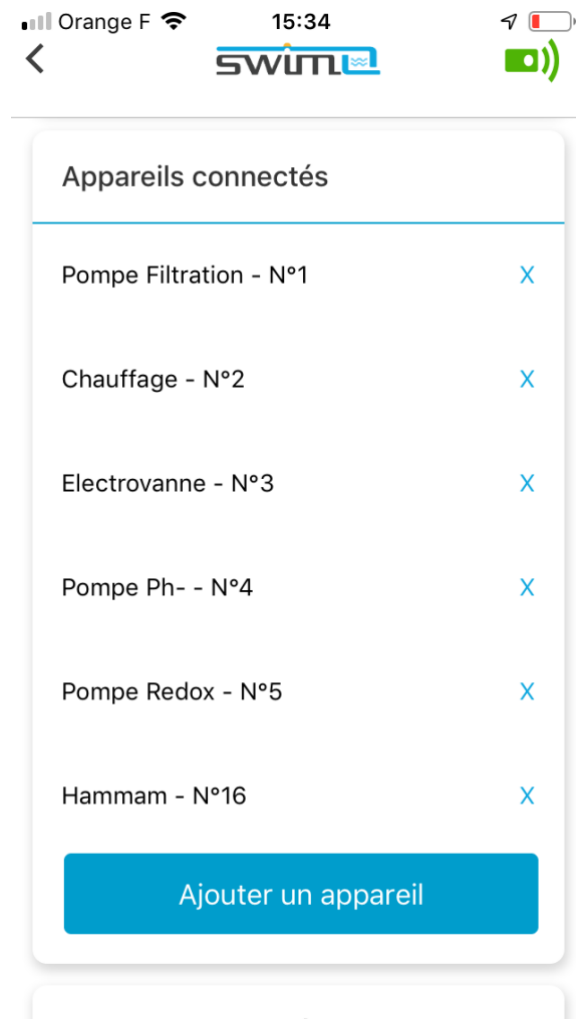 Orange F 15:34
swim
Appareils connectés
Pompe Filtration - N°1 X
Chauffage - N°2 X
Electrovanne - N°3 X
Pompe Ph- - N°4 X
Pompe Redox - N°5 X
Hammam - N°16 X
Ajouter un appareil